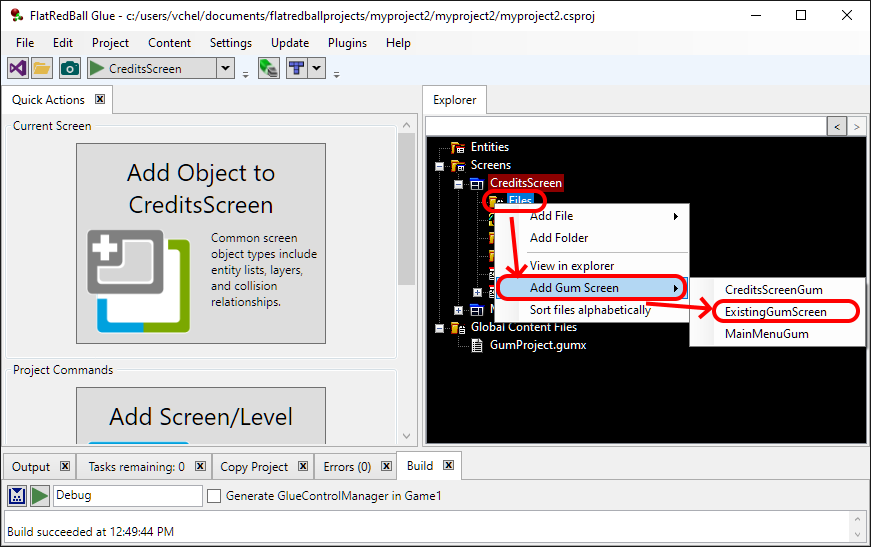 FlatRedBall Glue - c:/users/vchel/documents/flatredballprojects/myproject2/myproject2/myproject2.csproj
File Edit Project Content Settings Update Plugins Help
CreditsScreen
Quick Actions
Explorer
Current Screen
Add Object to
CreditsScreen
Common screen
object types include
entity lists, layers,
and collision
relationships.
Project Commands
Add Screen/Level
< >
Entities
Screens
CreditsScreen
Files
Add File
Add Folder
View in explorer
Add Gum Screen
Sort files alphabetically
CreditsScreenGum
ExistingGumScreen
MainMenuGum
Global Content Files
GumProject.gumx
Output Tasks remaining: 0 Copy Project Errors (0) Build
Debug Generate GlueControlManager in Game1
Build succeeded at 12:49:44 PM